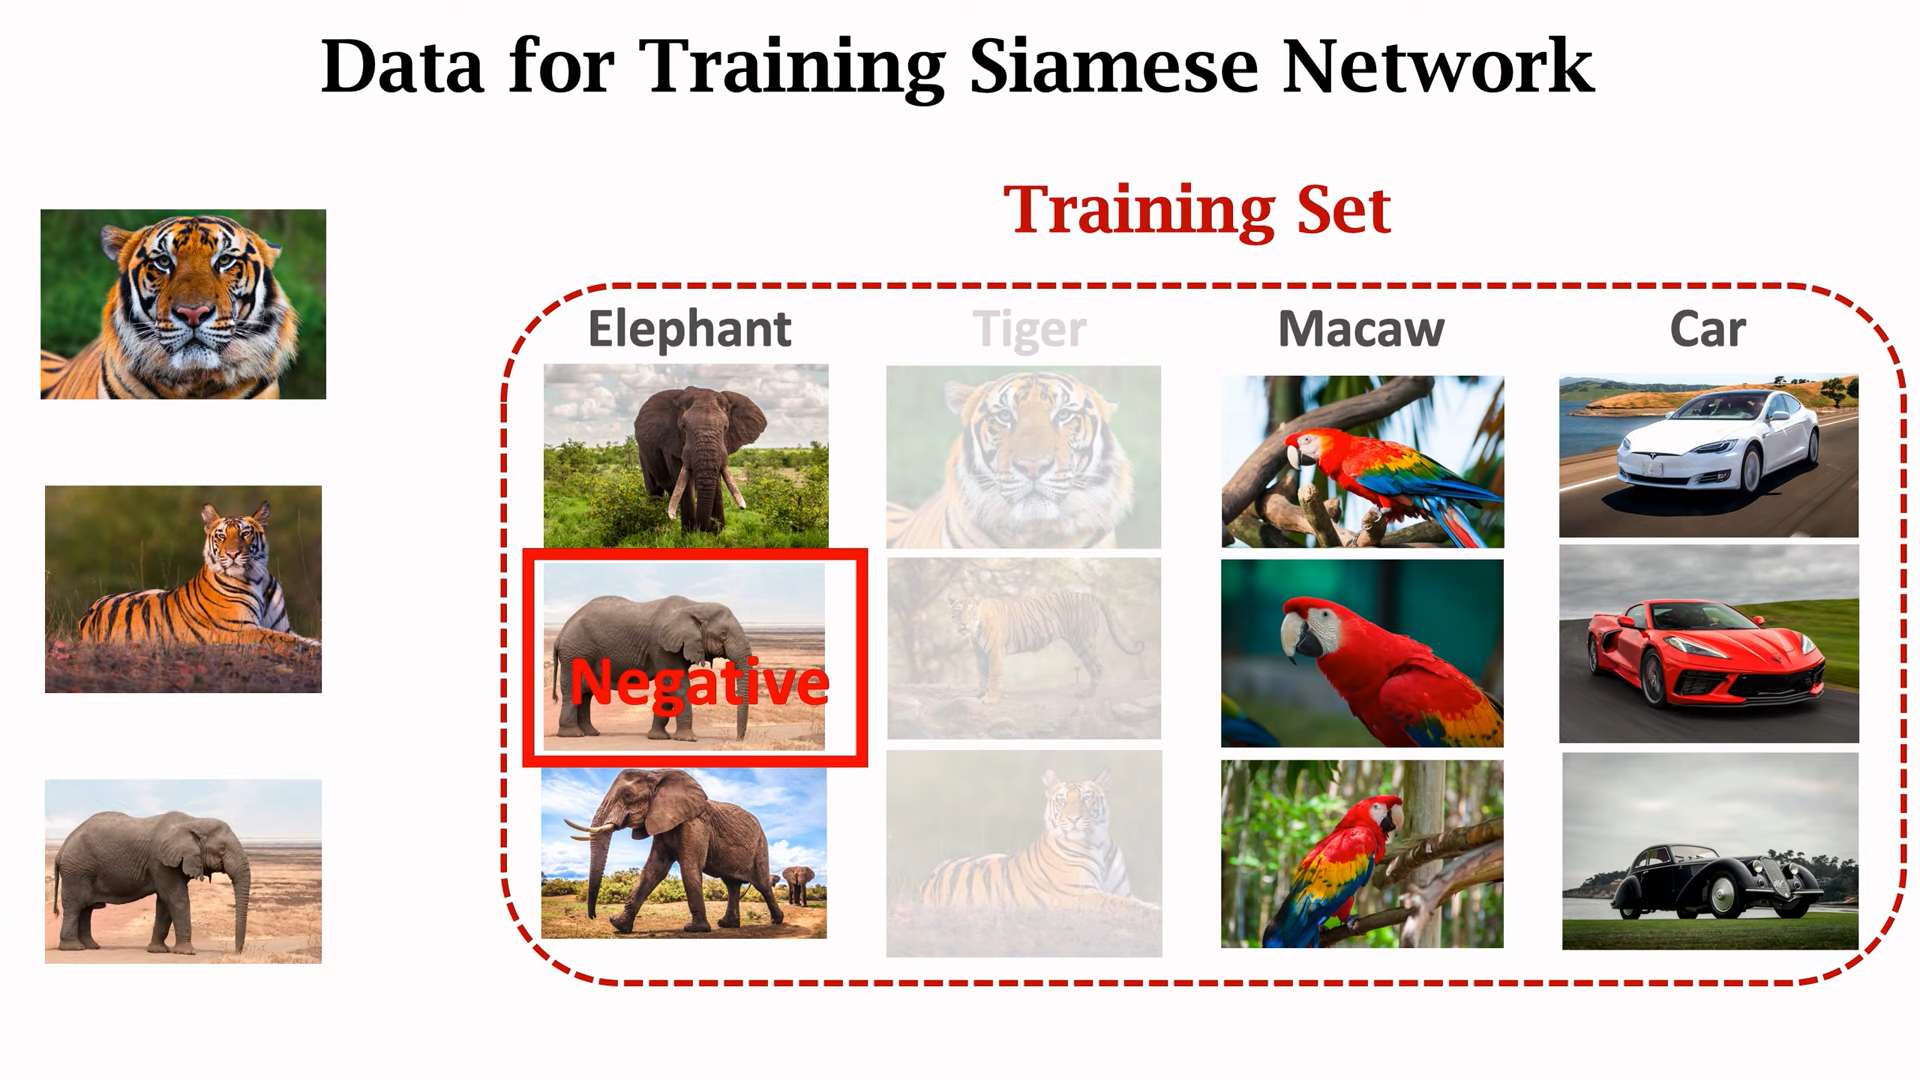 Data for Training Siamese Network
Training Set
Elephant
Tiger
Macaw
Car
Negative